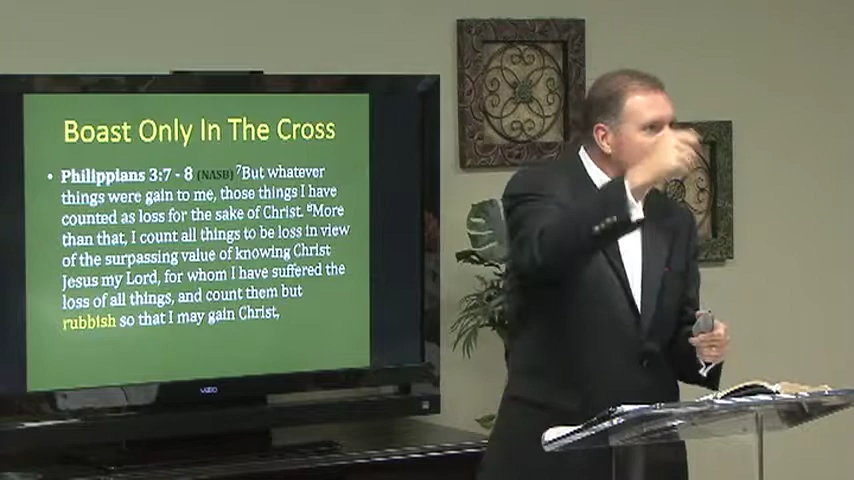 Boast Only In The Cross
• Philippians 3:7 - 8 (NASB) 7But whatever
things were gain to me, those things I have
counted as loss for the sake of Christ. 8More
than that, I count all things to be loss in view
of the surpassing value of knowing Christ
Jesus my Lord, for whom I have suffered the
loss of all things, and count them but
rubbish so that I may gain Christ,
VIZIO